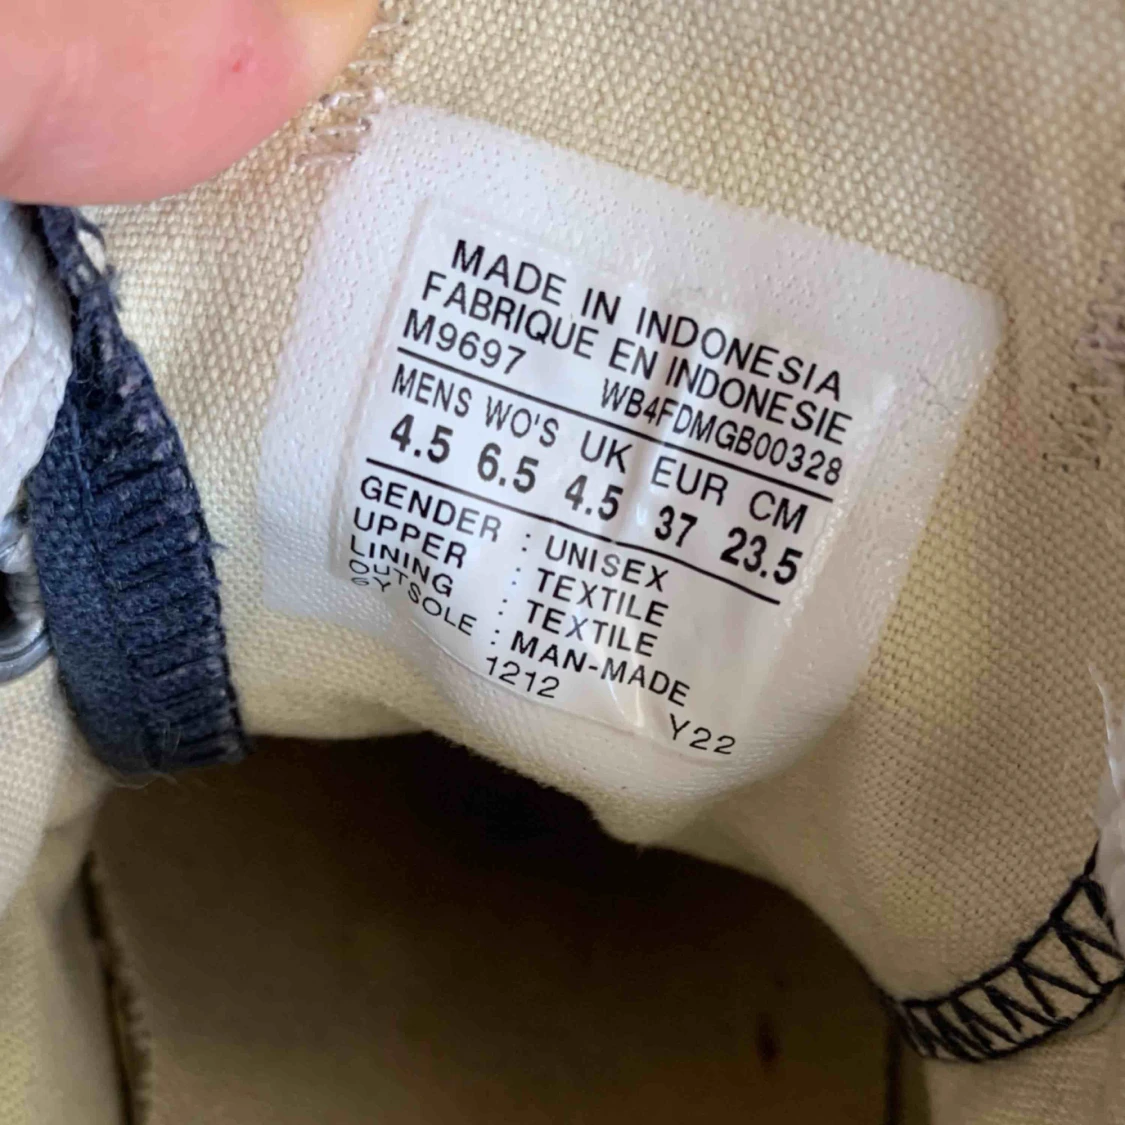 MADE IN INDONESIA
FABRIQUE EN INDONESIE
M9697 WB4FDMGB00328
MENS WO'S UK EUR CM
4.5 6.5 4.5 37 23.5
GENDER : UNISEX
UPPER : TEXTILE
LINING : TEXTILE
OUTSOLE : MAN-MADE
SY 1212 Y22